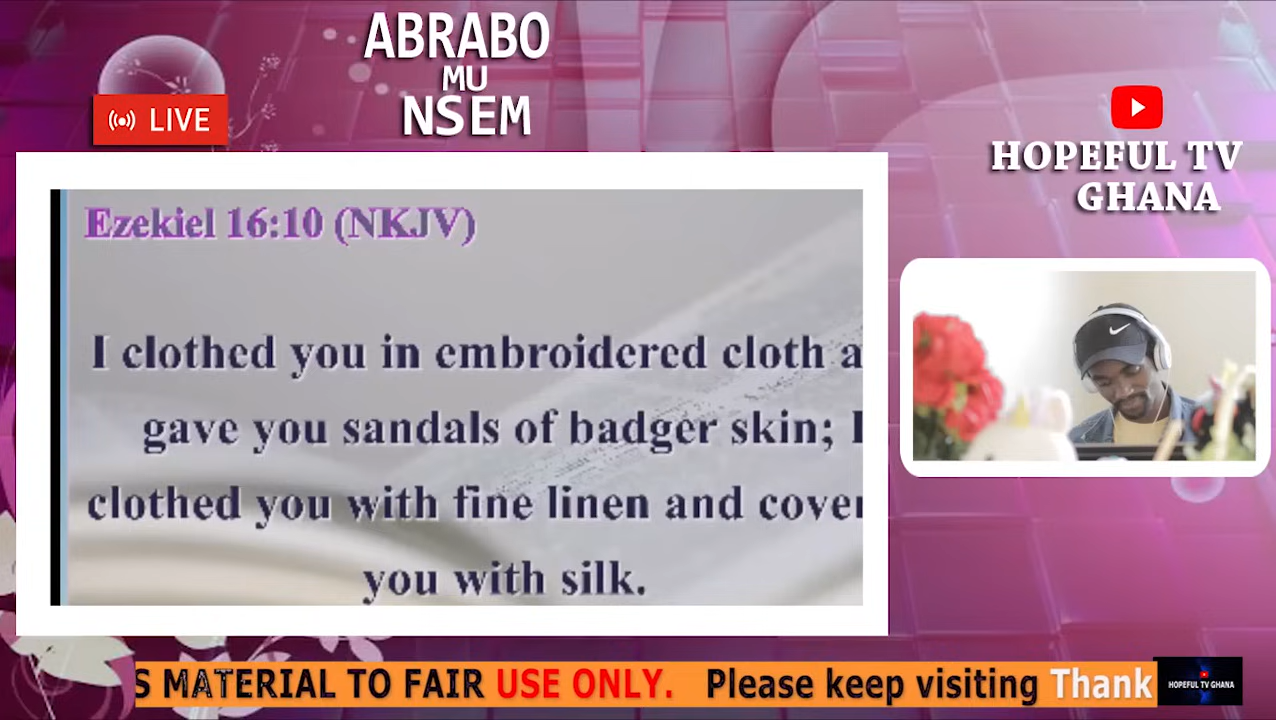 ABRABO
MU
NSEM
LIVE
HOPEFUL TV
GHANA
Ezekiel 16:10 (NKJV)
I clothed you in embroidered cloth a
gave you sandals of badger skin; I
clothed you with fine linen and cover
you with silk.
S MATERIAL TO FAIR USE ONLY. Please keep visiting Thank
HOPEFUL TV GHANA